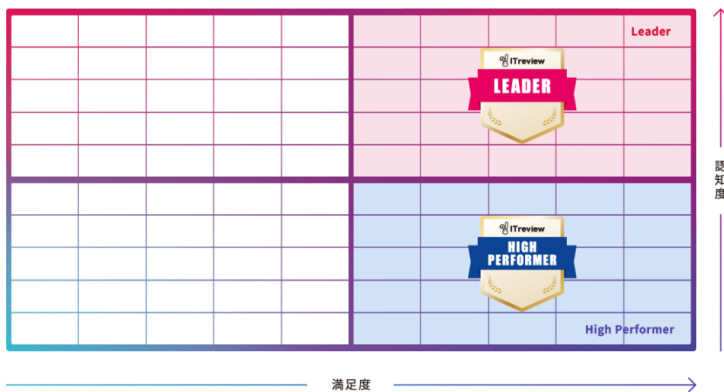 Leader
ITreview
LEADER
認知度
ITreview
HIGH
PERFORMER
High Performer
満足度